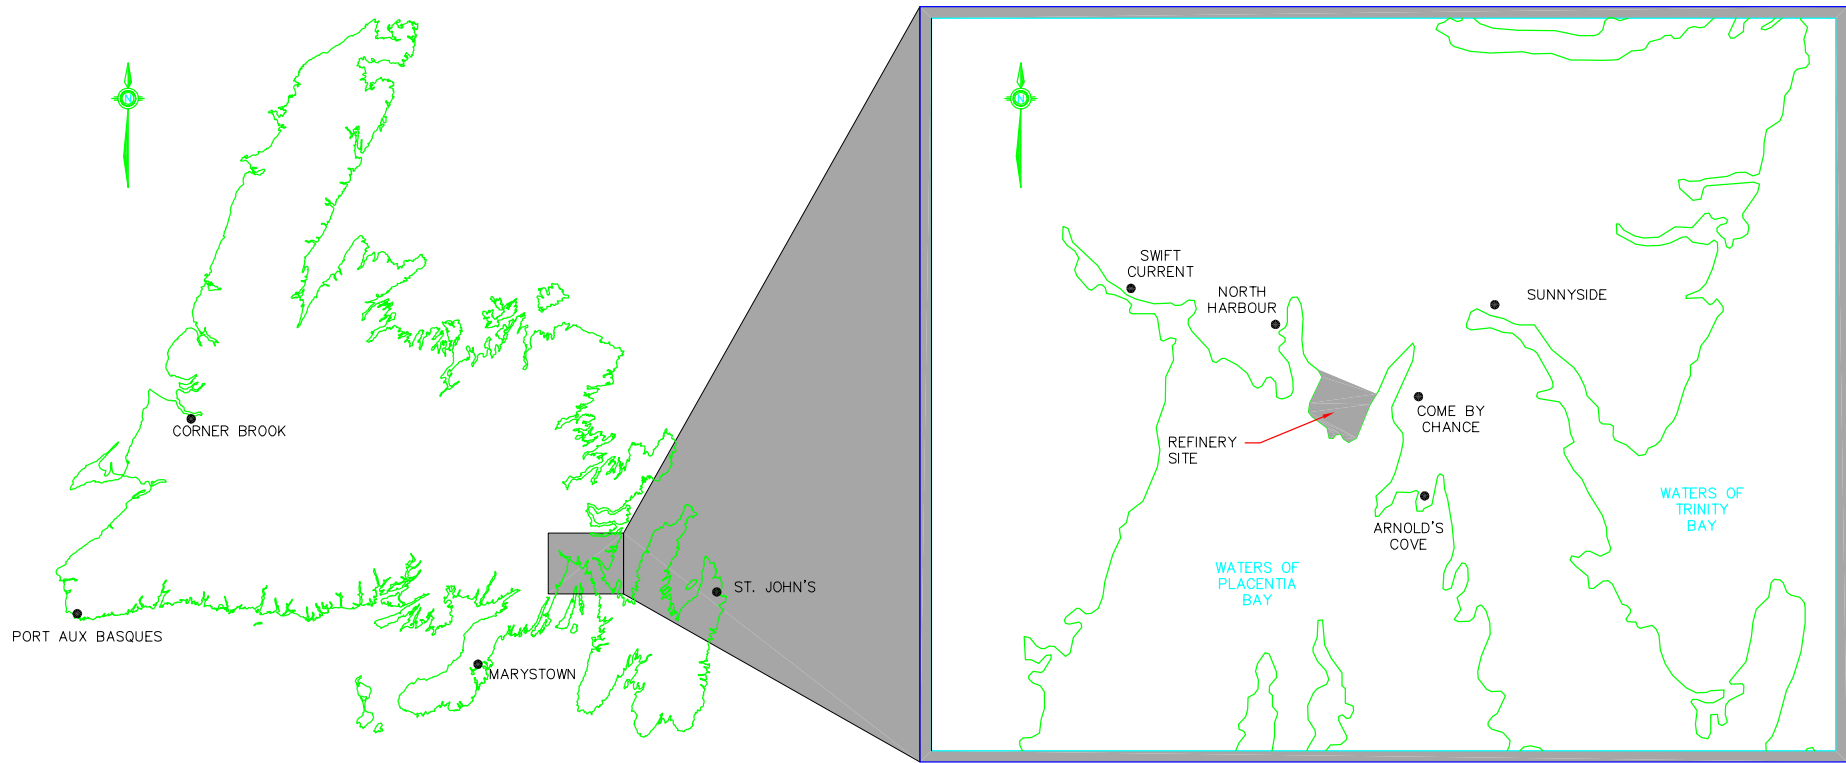 N
CORNER BROOK
PORT AUX BASQUES
MARYSTOWN
ST. JOHN'S
N
SWIFT
CURRENT
NORTH
HARBOUR
SUNNYSIDE
COME BY
CHANCE
REFINERY
SITE
ARNOLD'S
COVE
WATERS OF
TRINITY
BAY
WATERS OF
PLACENTIA
BAY